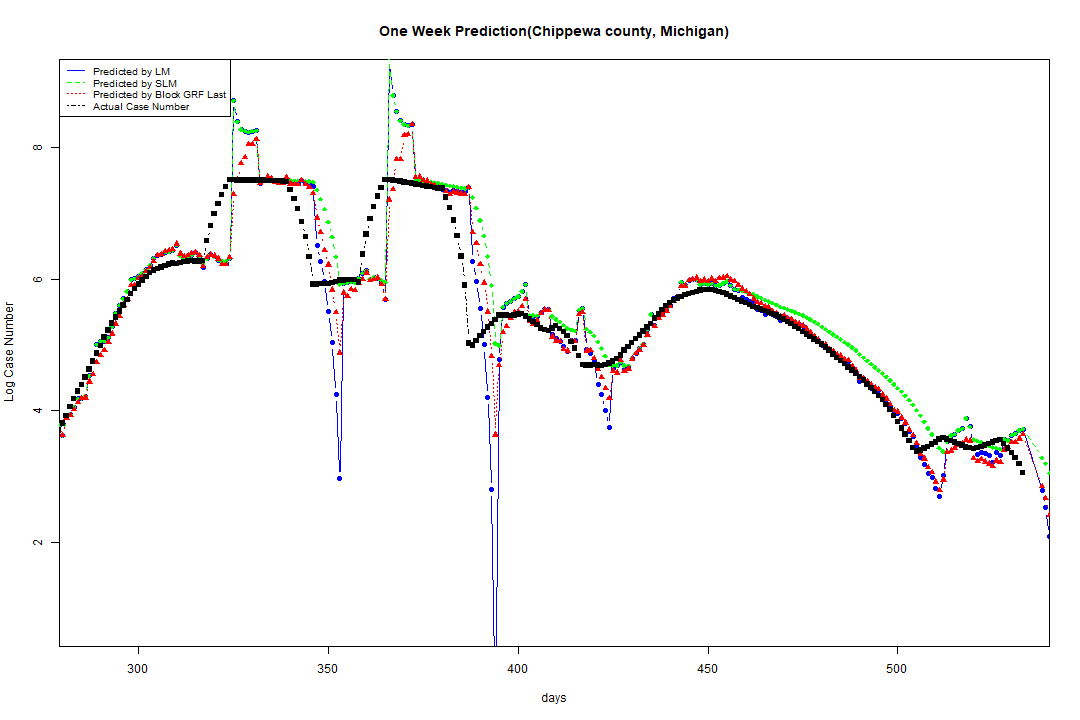 One Week Prediction(Chippewa county, Michigan)
Predicted by LM
Predicted by SLM
Predicted by Block GRF Last
Actual Case Number
Log Case Number
8
6
4
2
300 350 400 450 500
days